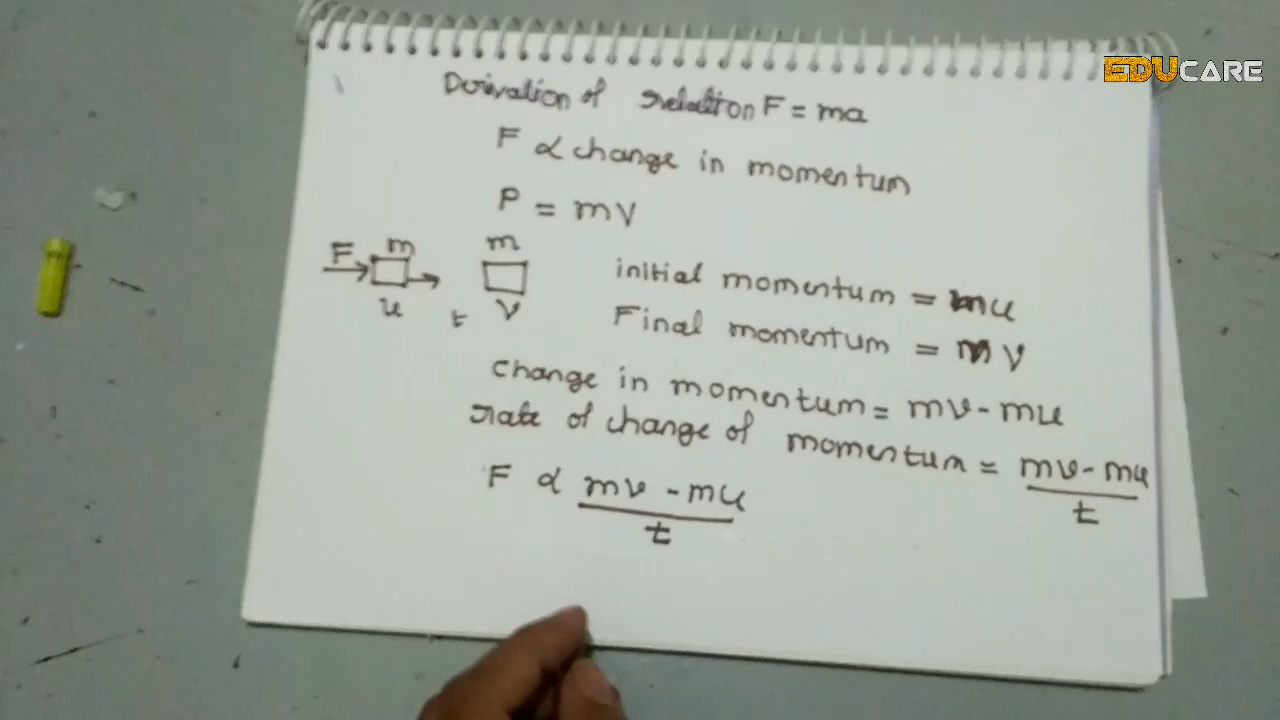 EDUCARE
Derivation of relation F = ma
F ∝ change in momentum
P = mv
F m m
u t v
initial momentum = mu
Final momentum = mv
change in momentum = mv - mu
rate of change of momentum = mv - mu / t
F ∝ mv - mu / t